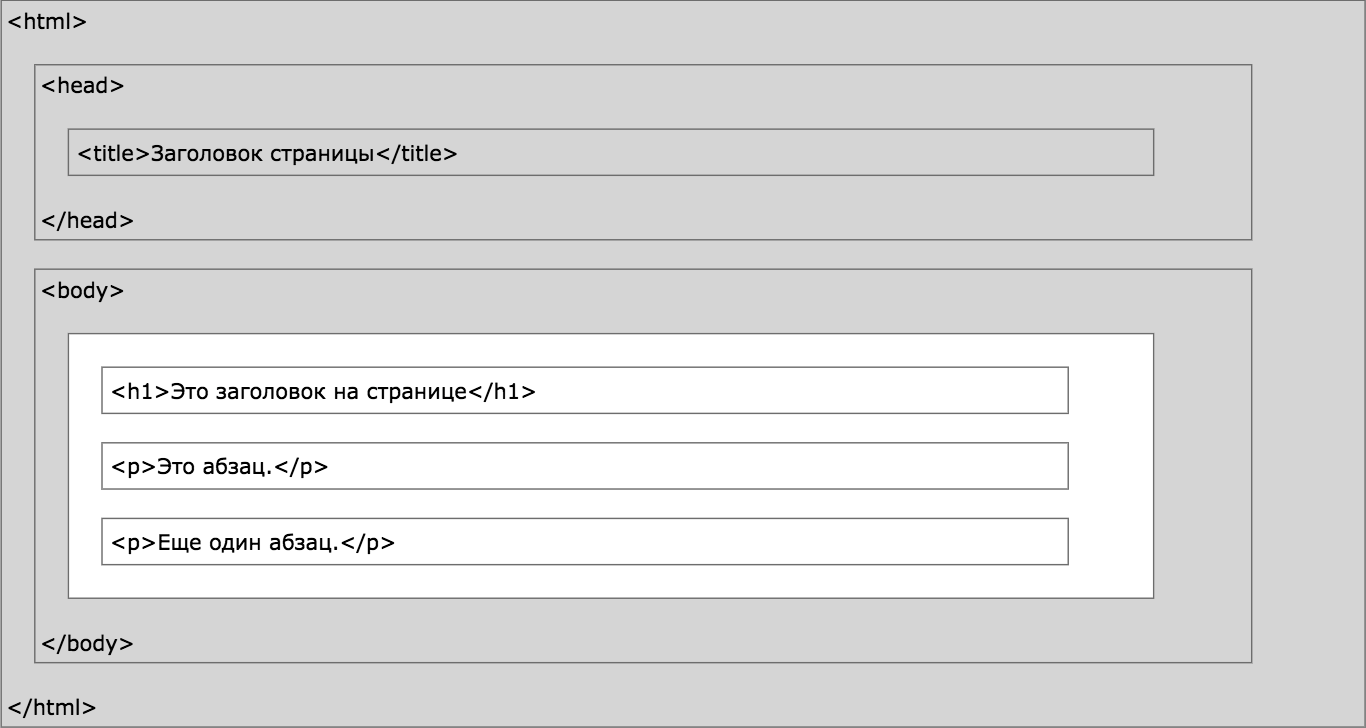 <html>
<head>
<title>Заголовок страницы</title>
</head>
<body>
<h1>Это заголовок на странице</h1>
<p>Это абзац.</p>
<p>Еще один абзац.</p>
</body>
</html>